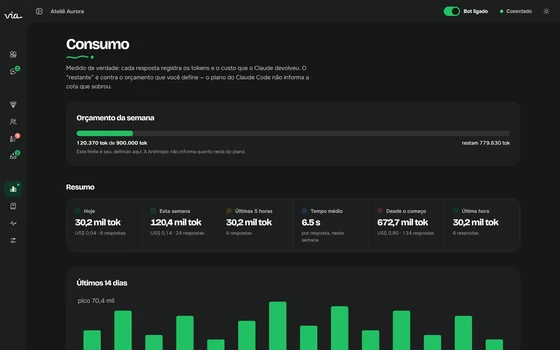 via
Ateliê Aurora
Bot ligado
Conectado
Consumo
Medido de verdade: cada resposta registra os tokens e o custo que o Claude devolveu. O
"restante" é contra o orçamento que você define — o plano do Claude Code não informa a
cota que sobrou.
Orçamento da semana
120.370 tok de 900.000 tok
restam 779.630 tok
Este limite é seu, definido aqui. A Anthropic não informa quanto resta do plano.
Resumo
Hoje
30,2 mil tok
US$ 0,04 · 6 respostas
Esta semana
120,4 mil tok
US$ 0,14 · 24 respostas
Últimas 5 horas
30,2 mil tok
6 respostas
Tempo médio
6.5 s
por resposta, nesta
semana
Desde o começo
672,7 mil tok
US$ 0,80 · 134 respostas
Última hora
30,2 mil tok
6 respostas
Últimos 14 dias
pico 70,4 mil